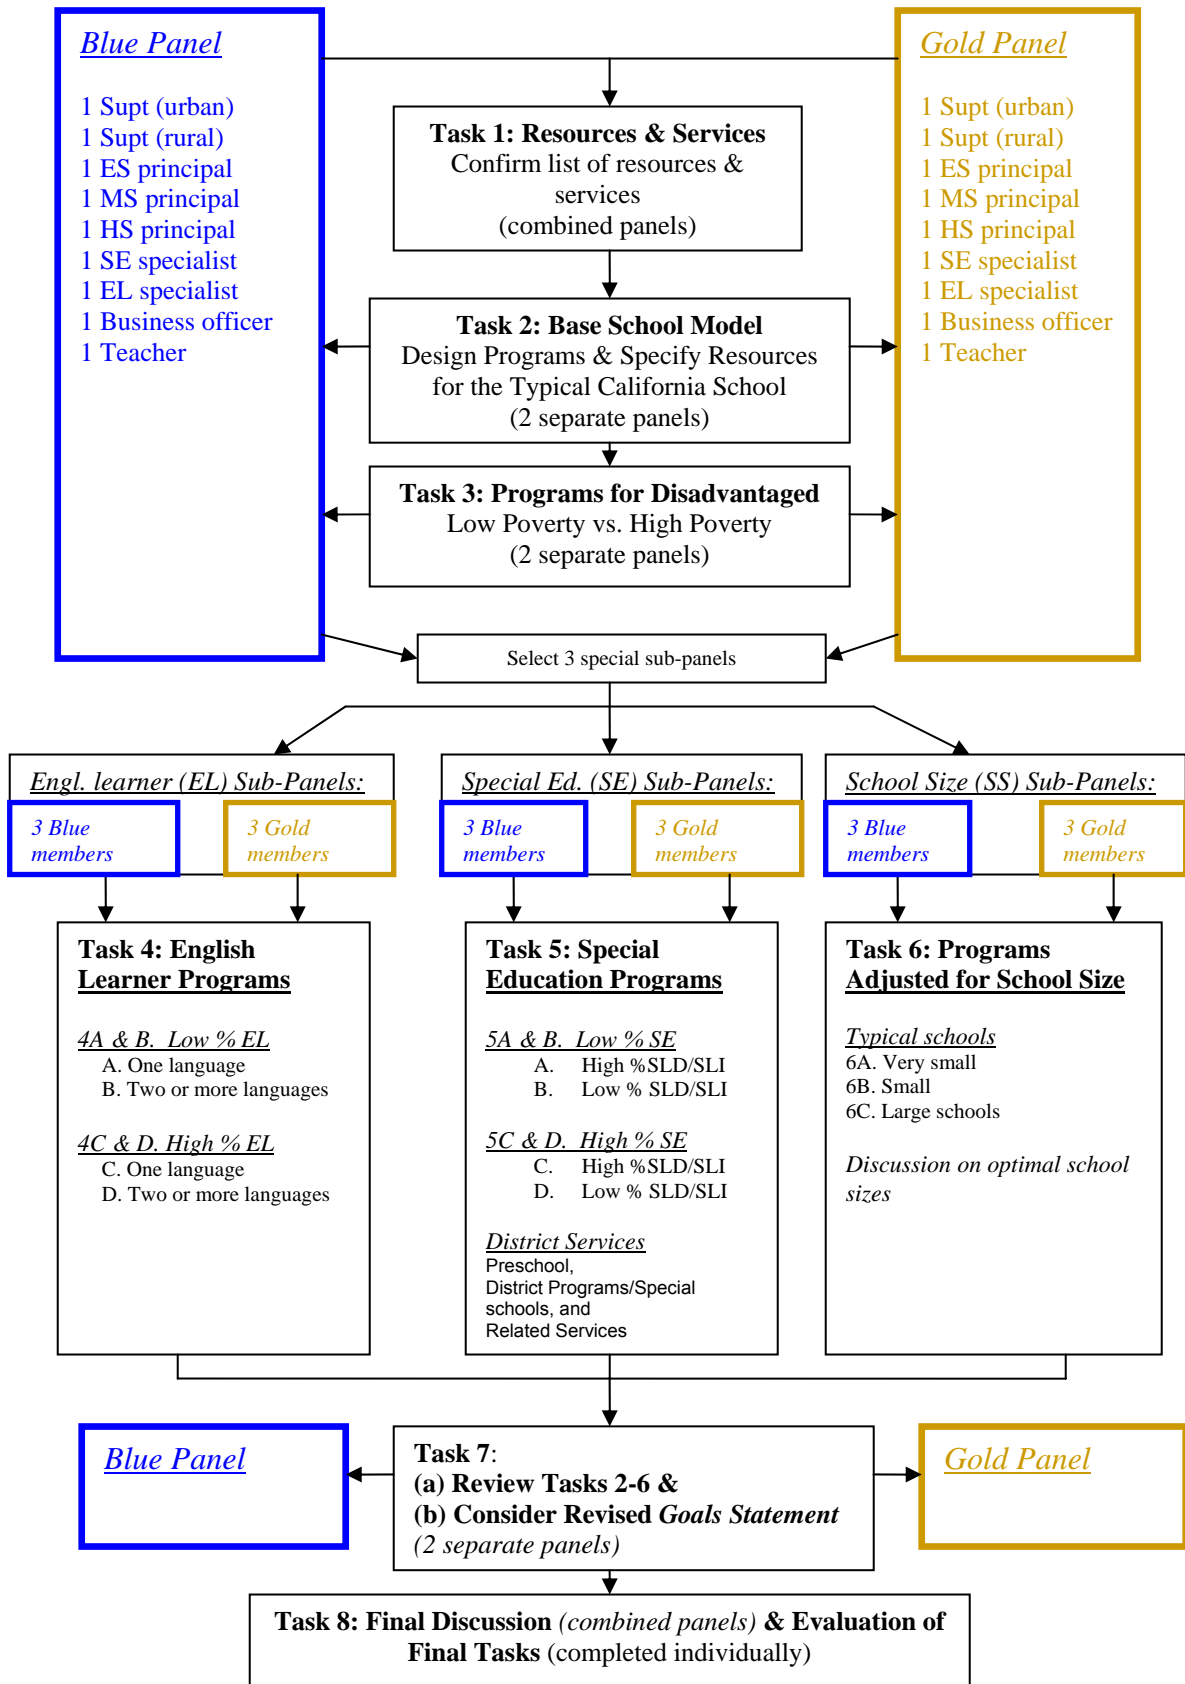 Blue Panel
1 Supt (urban)
1 Supt (rural)
1 ES principal
1 MS principal
1 HS principal
1 SE specialist
1 EL specialist
1 Business officer
1 Teacher
Gold Panel
1 Supt (urban)
1 Supt (rural)
1 ES principal
1 MS principal
1 HS principal
1 SE specialist
1 EL specialist
1 Business officer
1 Teacher
Task 1: Resources & Services
Confirm list of resources &
services
(combined panels)
Task 2: Base School Model
Design Programs & Specify Resources
for the Typical California School
(2 separate panels)
Task 3: Programs for Disadvantaged
Low Poverty vs. High Poverty
(2 separate panels)
Select 3 special sub-panels
Engl. learner (EL) Sub-Panels:
3 Blue
members
3 Gold
members
Special Ed. (SE) Sub-Panels:
3 Blue
members
3 Gold
members
School Size (SS) Sub-Panels:
3 Blue
members
3 Gold
members
Task 4: English
Learner Programs
4A & B. Low % EL
A. One language
B. Two or more languages
4C & D. High % EL
C. One language
D. Two or more languages
Task 5: Special
Education Programs
5A & B. Low % SE
A. High %SLD/SLI
B. Low % SLD/SLI
5C & D. High % SE
C. High %SLD/SLI
D. Low % SLD/SLI
District Services
Preschool,
District Programs/Special
schools, and
Related Services
Task 6: Programs
Adjusted for School Size
Typical schools
6A. Very small
6B. Small
6C. Large schools
Discussion on optimal school
sizes
Blue Panel
Task 7:
(a) Review Tasks 2-6 &
(b) Consider Revised Goals Statement
(2 separate panels)
Gold Panel
Task 8: Final Discussion (combined panels) & Evaluation of
Final Tasks (completed individually)